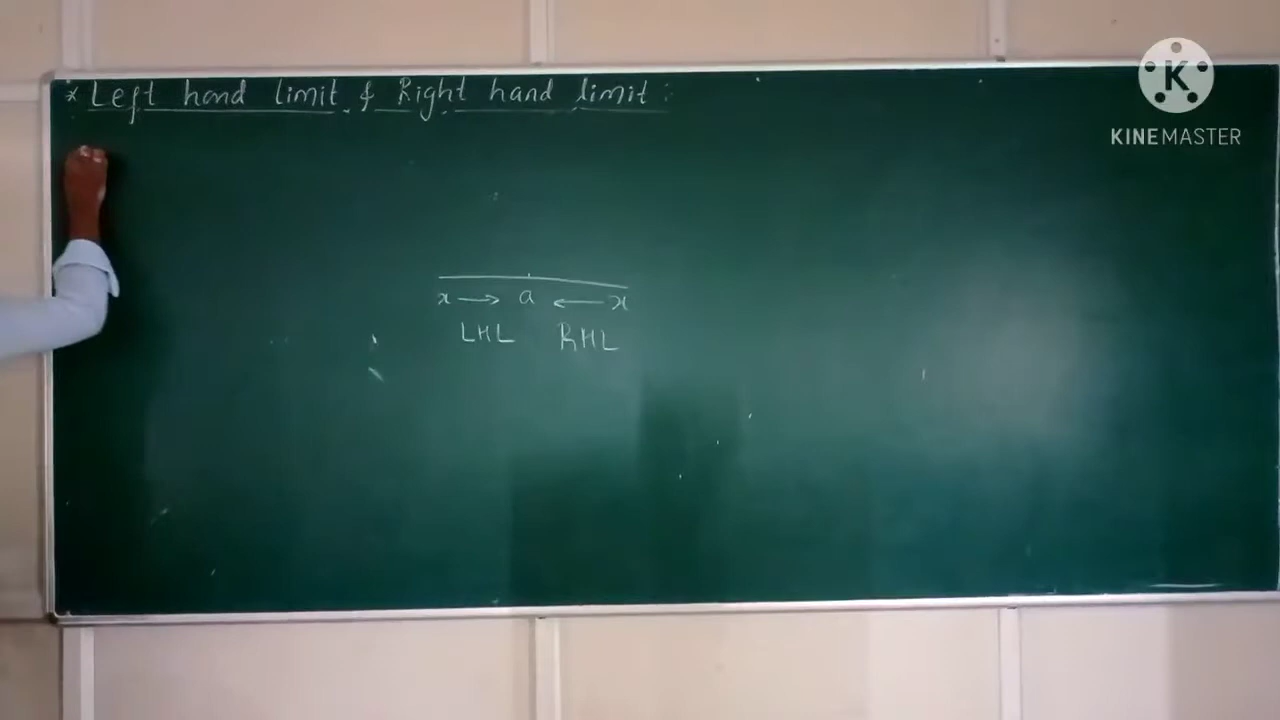 * Left hand limit & Right hand limit :
x → a ← x
LHL RHL
K
KINEMASTER